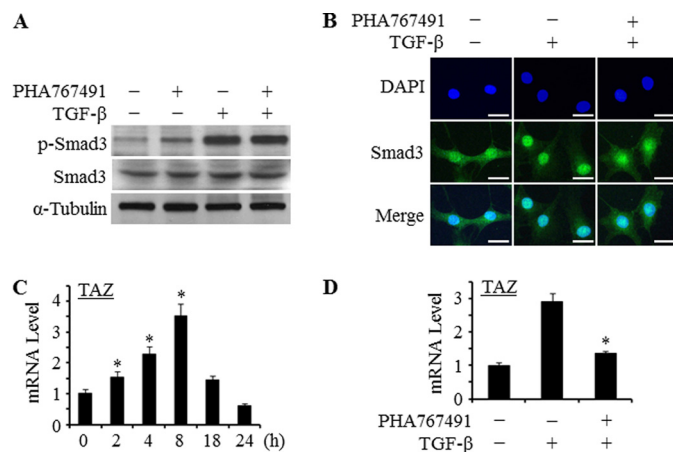 A
PHA767491 – + – +
TGF-β – – + +
p-Smad3
Smad3
α-Tubulin
B
PHA767491 – – +
TGF-β – + +
DAPI
Smad3
Merge
C
TAZ
mRNA Level
5
4
3
2
1
0
* * *
0 2 4 8 18 24 (h)
D
TAZ
mRNA Level
3
2
1
0
*
PHA767491 – – +
TGF-β – + +